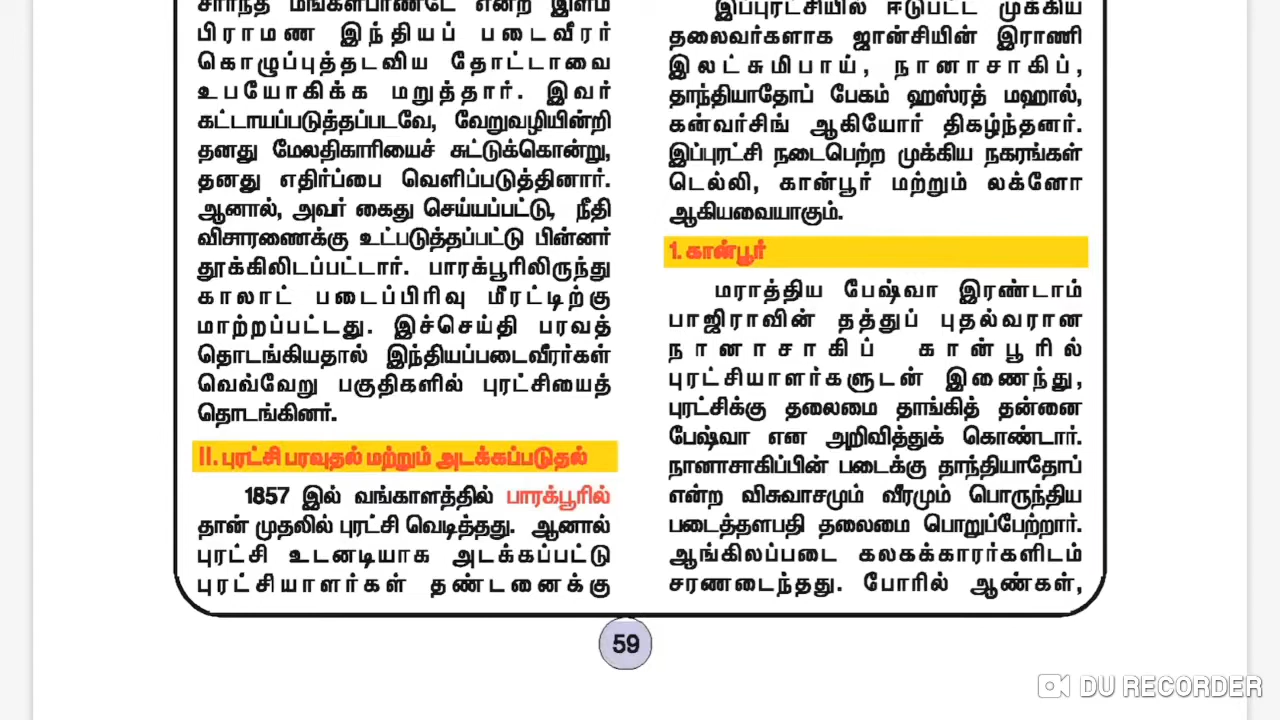 சார்ந்த மங்கள்பாண்டே என்ற இளம்
பிராமண இந்தியப் படைவீரர்
கொழுப்புத்தடவிய தோட்டாவை
உபயோகிக்க மறுத்தார். இவர்
கட்டாயப்படுத்தப்படவே, வேறுவழியின்றி
தனது மேலதிகாரியைச் சுட்டுக்கொன்று,
தனது எதிர்ப்பை வெளிப்படுத்தினார்.
ஆனால், அவர் கைது செய்யப்பட்டு, நீதி
விசாரணைக்கு உட்படுத்தப்பட்டு பின்னர்
தூக்கிலிடப்பட்டார். பாரக்பூரிலிருந்து
காலாட் படைப்பிரிவு மீரட்டிற்கு
மாற்றப்பட்டது. இச்செய்தி பரவத்
தொடங்கியதால் இந்தியப்படைவீரர்கள்
வெவ்வேறு பகுதிகளில் புரட்சியைத்
தொடங்கினர்.
II. புரட்சி பரவுதல் மற்றும் அடக்கப்படுதல்
1857 இல் வங்காளத்தில் பாரக்பூரில்
தான் முதலில் புரட்சி வெடித்தது. ஆனால்
புரட்சி உடனடியாக அடக்கப்பட்டு
புரட்சியாளர்கள் தண்டனைக்கு
இப்புரட்சியில் ஈடுபட்ட முக்கிய
தலைவர்களாக ஜான்சியின் இராணி
இலட்சுமிபாய், நானாசாகிப்,
தாந்தியாதோப் பேகம் ஹஸ்ரத் மஹால்,
கன்வர்சிங் ஆகியோர் திகழ்ந்தனர்.
இப்புரட்சி நடைபெற்ற முக்கிய நகரங்கள்
டெல்லி, கான்பூர் மற்றும் லக்னோ
ஆகியவையாகும்.
1. கான்பூர்
மராத்திய பேஷ்வா இரண்டாம்
பாஜிராவின் தத்துப் புதல்வரான
நானாசாகிப் கான்பூரில்
புரட்சியாளர்களுடன் இணைந்து,
புரட்சிக்கு தலைமை தாங்கித் தன்னை
பேஷ்வா என அறிவித்துக் கொண்டார்.
நானாசாகிப்பின் படைக்கு தாந்தியாதோப்
என்ற விசுவாசமும் வீரமும் பொருந்திய
படைத்தளபதி தலைமை பொறுப்பேற்றார்.
ஆங்கிலப்படை கலகக்காரர்களிடம்
சரணடைந்தது. போரில் ஆண்கள்,
59
DU RECORDER